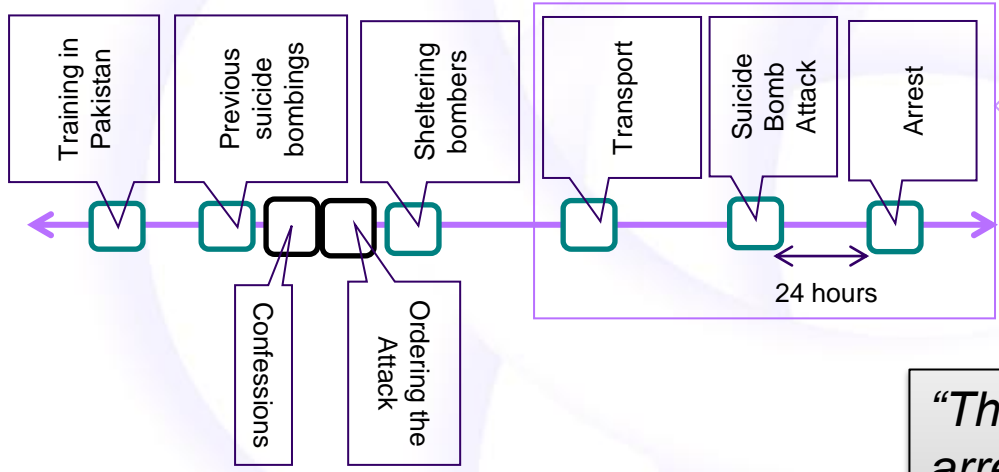 Training in
Pakistan
Previous
suicide
bombings
Sheltering
bombers
Transport
Suicide
Bomb
Attack
Arrest
24 hours
Confessions
Ordering the
Attack
“Th
arre